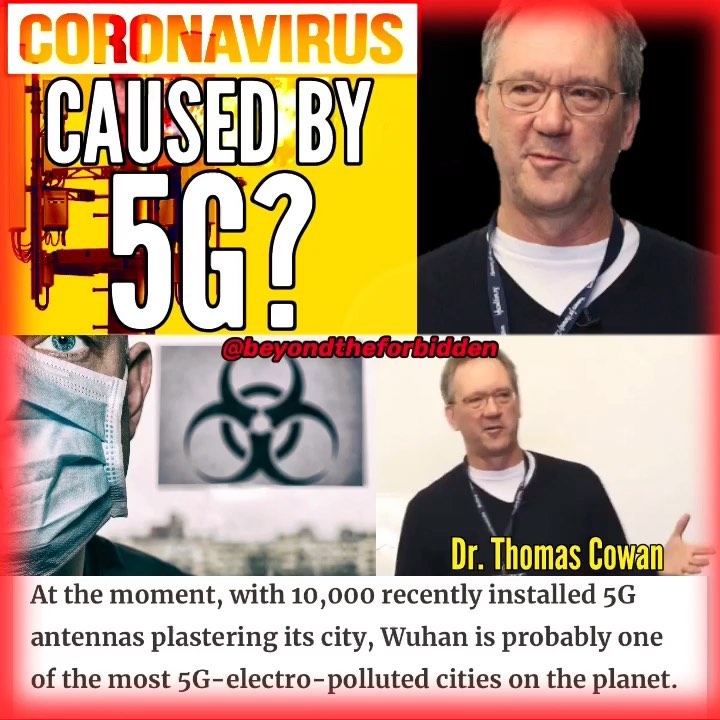 CORONAVIRUS
CAUSED BY
5G?
@beyondtheforbidden
Dr. Thomas Cowan
At the moment, with 10,000 recently installed 5G
antennas plastering its city, Wuhan is probably one
of the most 5G-electro-polluted cities on the planet.